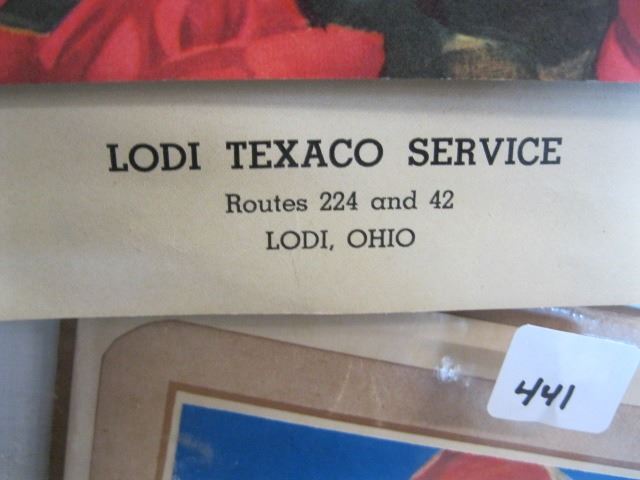 LODI TEXACO SERVICE
Routes 224 and 42
LODI, OHIO
441